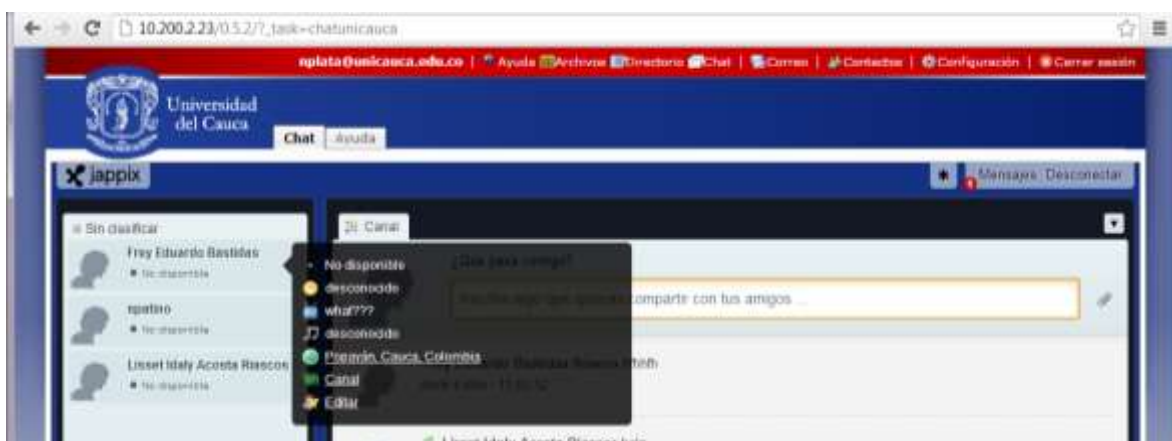 10.200.2.23/0.5.2/?_task=chatunicauca
nplata@unicauca.edu.co | Ayuda Archivos Directorio Chat | Correo | Contactos | Configuración | Cerrar sesión
Universidad
del Cauca
Chat Ayuda
jappix
Mensajes Desconectar
Sin clasificar
Canal
Frey Eduardo Bastidas
No disponible
npatino
No disponible
Lisset Idaly Acosta Riascos
No disponible
No disponible
desconocido
what???
desconocido
Popayán, Cauca, Colombia
Canal
Editar
compartir con tus amigos ...